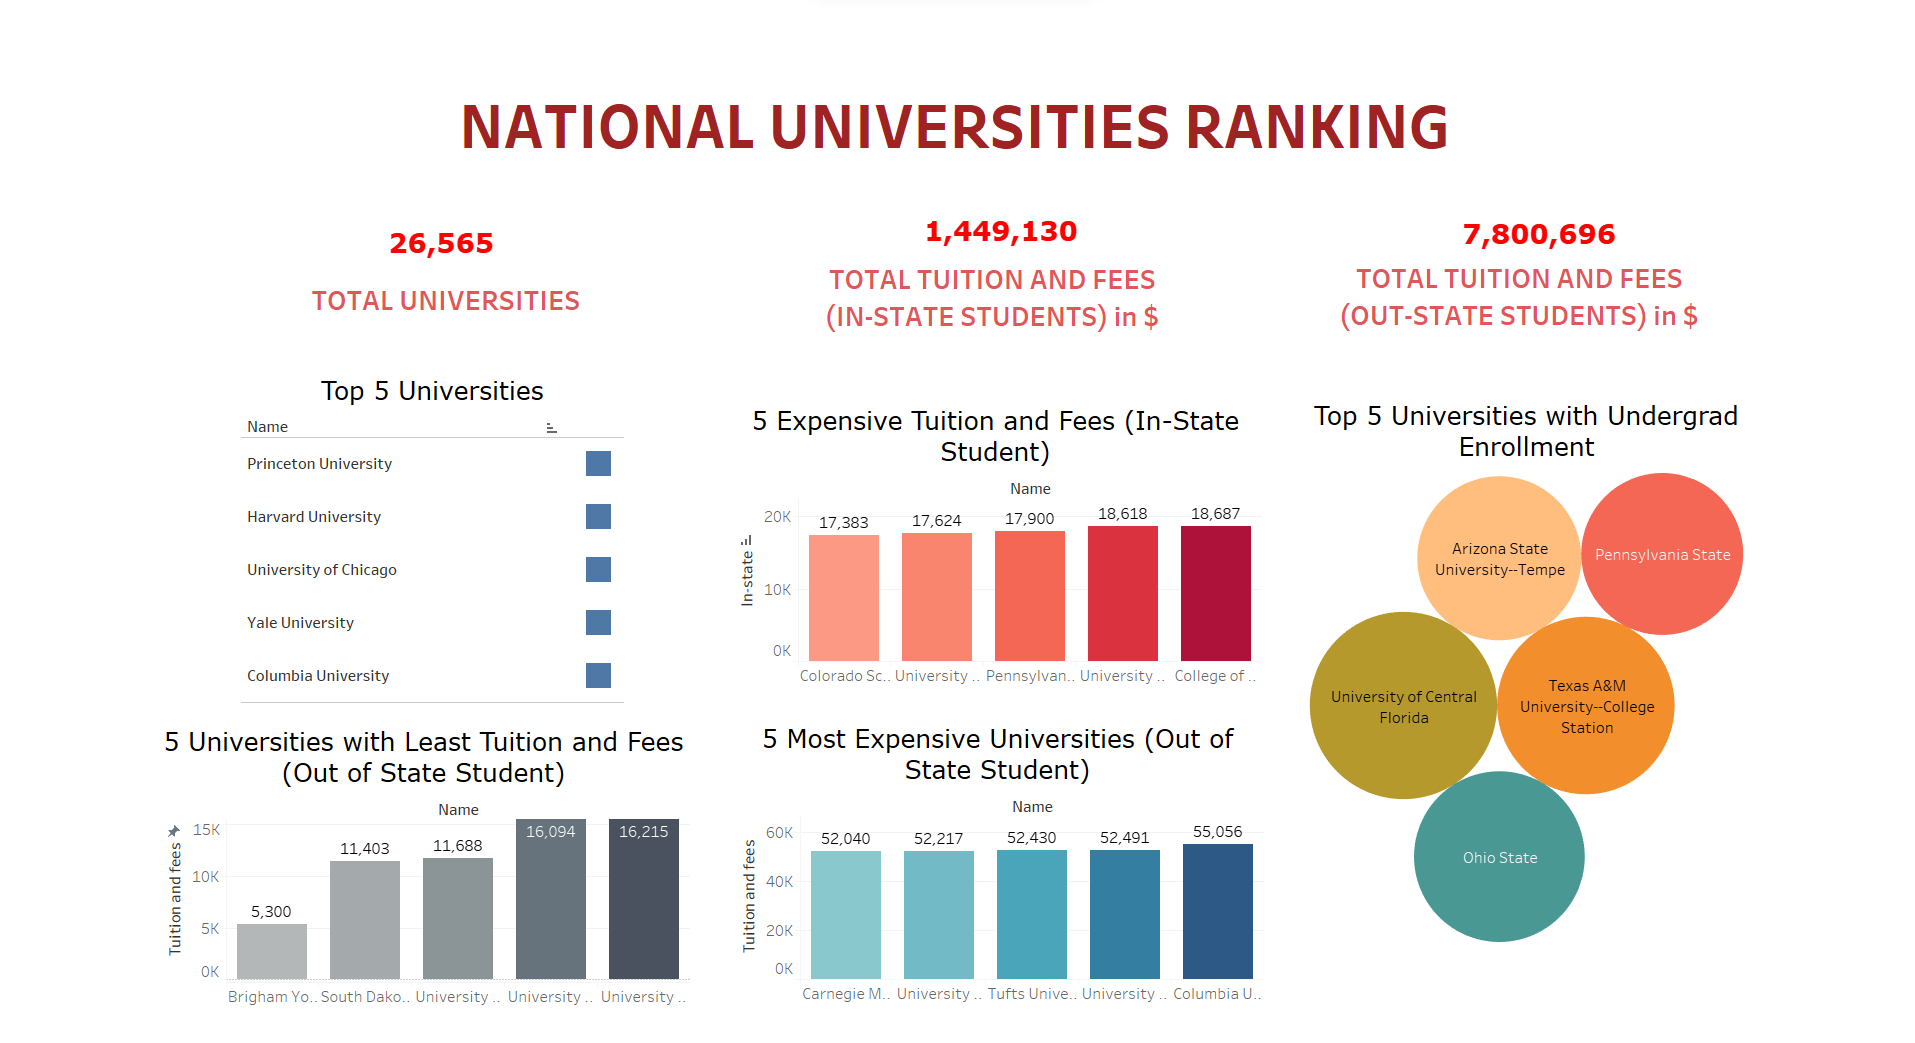 NATIONAL UNIVERSITIES RANKING
26,565
TOTAL UNIVERSITIES
1,449,130
TOTAL TUITION AND FEES
(IN-STATE STUDENTS) in $
7,800,696
TOTAL TUITION AND FEES
(OUT-STATE STUDENTS) in $
Top 5 Universities
Name
Princeton University
Harvard University
University of Chicago
Yale University
Columbia University
5 Expensive Tuition and Fees (In-State
Student)
Name
In-state
20K
10K
0K
17,383
17,624
17,900
18,618
18,687
Colorado Sc..
University ..
Pennsylvan..
University ..
College of ..
Top 5 Universities with Undergrad
Enrollment
Arizona State
University--Tempe
Pennsylvania State
University of Central
Florida
Texas A&M
University--College
Station
Ohio State
5 Universities with Least Tuition and Fees
(Out of State Student)
Name
Tuition and fees
15K
10K
5K
0K
5,300
11,403
11,688
16,094
16,215
Brigham Yo..
South Dako..
University ..
University ..
University ..
5 Most Expensive Universities (Out of
State Student)
Name
Tuition and fees
60K
40K
20K
0K
52,040
52,217
52,430
52,491
55,056
Carnegie M..
University ..
Tufts Unive..
University ..
Columbia U..